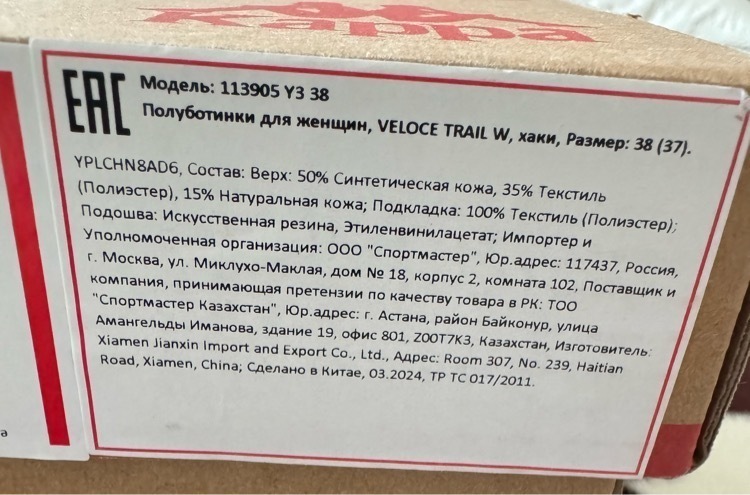 Kappa
EAC
Модель: 113905 Y3 38
Полуботинки для женщин, VELOCE TRAIL W, хаки, Размер: 38 (37).
YPLCHN8AD6, Состав: Верх: 50% Синтетическая кожа, 35% Текстиль
(Полиэстер), 15% Натуральная кожа; Подкладка: 100% Текстиль (Полиэстер);
Подошва: Искусственная резина, Этиленвинилацетат; Импортер и
Уполномоченная организация: ООО "Спортмастер", Юр.адрес: 117437, Россия,
г. Москва, ул. Миклухо-Маклая, дом № 18, корпус 2, комната 102, Поставщик и
компания, принимающая претензии по качеству товара в РК: ТОО
"Спортмастер Казахстан", Юр.адрес: г. Астана, район Байконур, улица
Амангельды Иманова, здание 19, офис 801, Z00T7K3, Казахстан, Изготовитель:
Xiamen Jianxin Import and Export Co., Ltd., Адрес: Room 307, No. 239, Haitian
Road, Xiamen, China; Сделано в Китае, 03.2024, ТР ТС 017/2011.